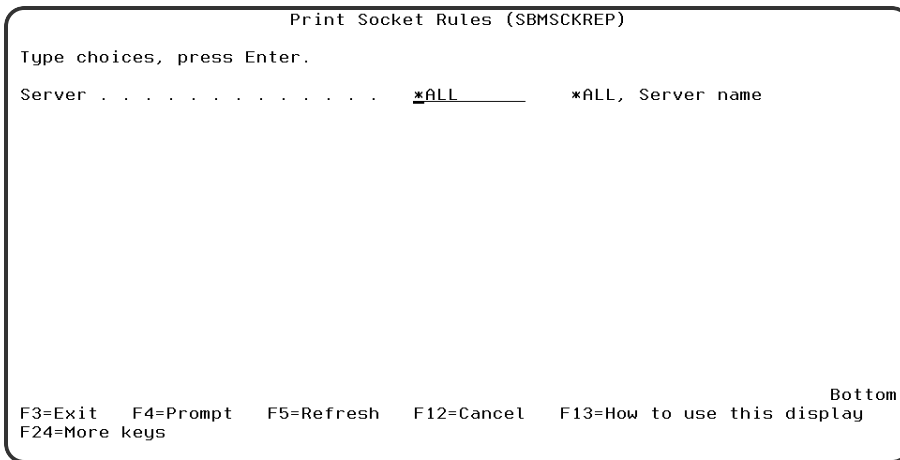 Print Socket Rules (SBMSCKREP)
Type choices, press Enter.
Server . . . . . . . . . . . . . *ALL *ALL, Server name
Bottom
F3=Exit F4=Prompt F5=Refresh F12=Cancel F13=How to use this display
F24=More keys